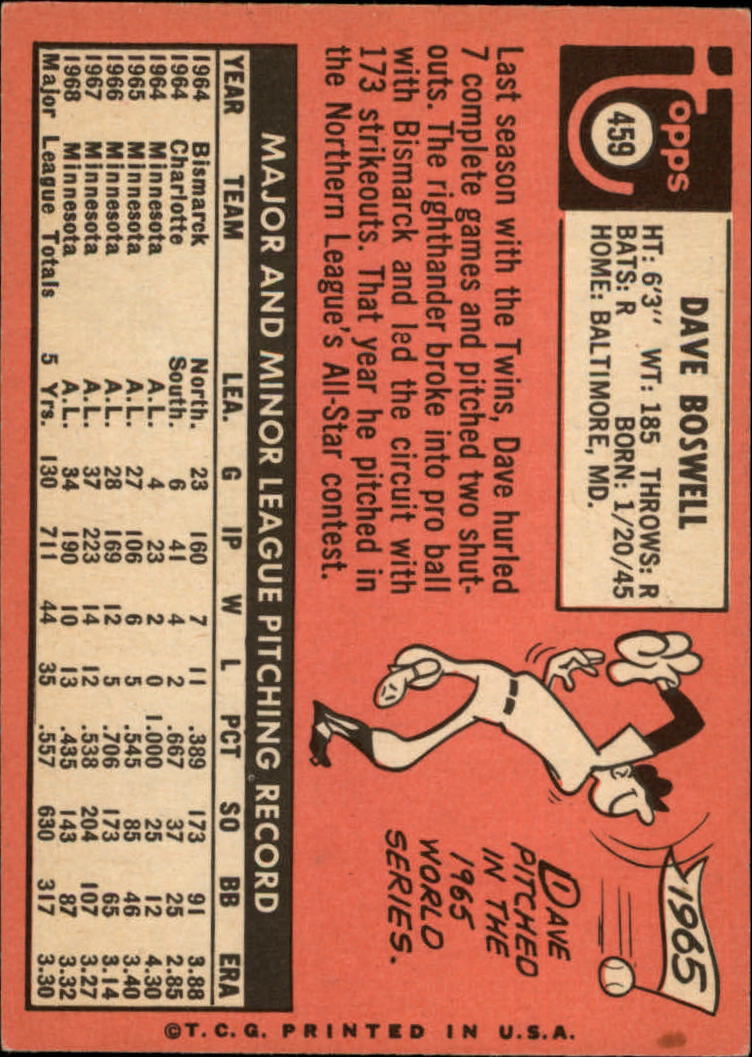 Topps
459
DAVE BOSWELL
HT: 6'3" WT: 185 THROWS: R
BATS: R BORN: 1/20/45
HOME: BALTIMORE, MD.
Last season with the Twins, Dave hurled
7 complete games and pitched two shut-
outs. The righthander broke into pro ball
with Bismarck and led the circuit with
173 strikeouts. That year he pitched in
the Northern League's All-Star contest.
1965
DAVE
PITCHED
IN THE
1965
WORLD
SERIES.
MAJOR AND MINOR LEAGUE PITCHING RECORD
YEAR TEAM LEA. G IP W L PCT SO BB ERA
1964 Bismarck North. 23 160 7 11 .389 173 91 3.88
1964 Charlotte South. 6 41 4 2 .667 37 25 2.85
1964 Minnesota A.L. 4 23 2 0 1.000 25 12 4.30
1965 Minnesota A.L. 27 106 6 5 .545 85 46 3.40
1966 Minnesota A.L. 28 169 12 5 .706 173 65 3.14
1967 Minnesota A.L. 37 223 14 12 .538 204 107 3.27
1968 Minnesota A.L. 34 190 10 13 .435 143 87 3.32
Major League Totals 5 Yrs. 130 711 44 35 .557 630 317 3.30
©T.C.G. PRINTED IN U.S.A.